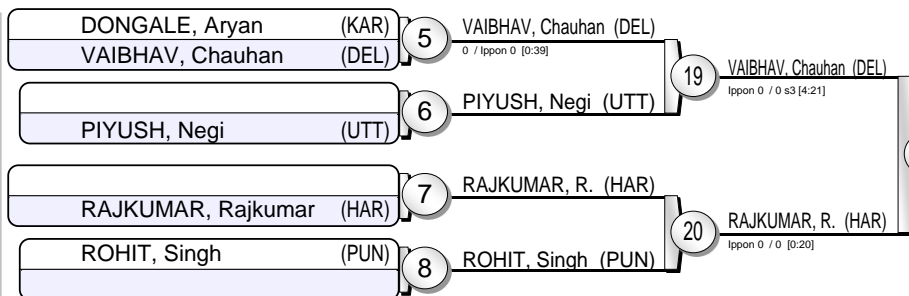 DONGALE, Aryan (KAR)
VAIBHAV, Chauhan (DEL)
5
VAIBHAV, Chauhan (DEL)
0 / Ippon 0 [0:39]
PIYUSH, Negi (UTT)
6
PIYUSH, Negi (UTT)
19
VAIBHAV, Chauhan (DEL)
Ippon 0 / 0 s3 [4:21]
RAJKUMAR, Rajkumar (HAR)
7
RAJKUMAR, R. (HAR)
ROHIT, Singh (PUN)
8
ROHIT, Singh (PUN)
20
RAJKUMAR, R. (HAR)
Ippon 0 / 0 [0:20]